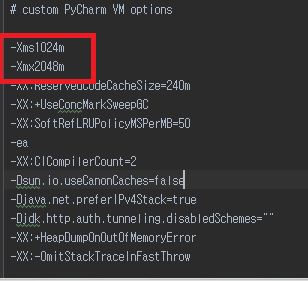 # custom PyCharm VM options
-Xms1024m
-Xmx2048m
-XX:ReservedCodeCacheSize=240m
-XX:+UseConcMarkSweepGC
-XX:SoftRefLRUPolicyMSPerMB=50
-ea
-XX:CICompilerCount=2
-Dsun.io.useCanonCaches=false
-Djava.net.preferIPv4Stack=true
-Djdk.http.auth.tunneling.disabledSchemes=""
-XX:+HeapDumpOnOutOfMemoryError
-XX:-OmitStackTraceInFastThrow